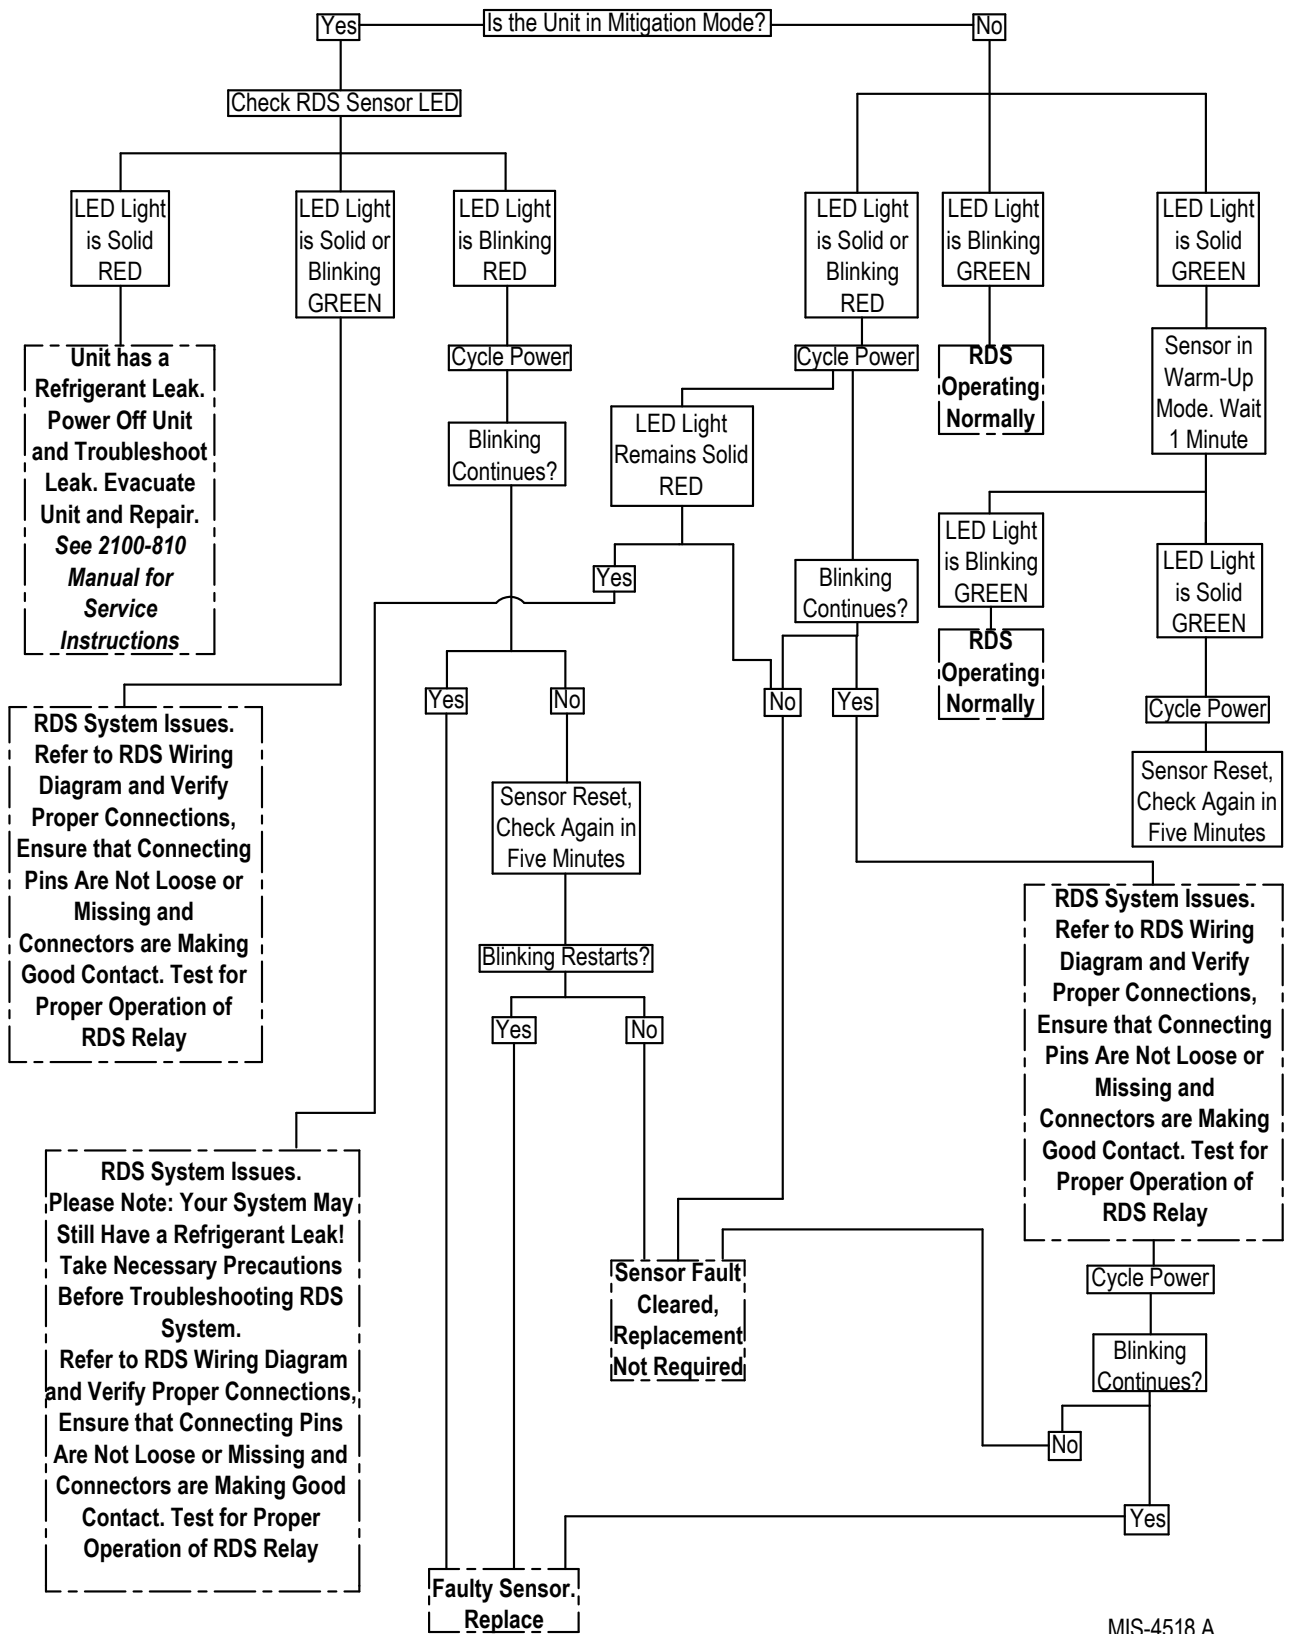 Is the Unit in Mitigation Mode?
Yes
No
Check RDS Sensor LED
LED Light
is Solid
RED
LED Light
is Solid or
Blinking
GREEN
LED Light
is Blinking
RED
LED Light
is Solid or
Blinking
RED
LED Light
is Blinking
GREEN
LED Light
is Solid
GREEN
Unit has a
Refrigerant Leak.
Power Off Unit
and Troubleshoot
Leak. Evacuate
Unit and Repair.
See 2100-810
Manual for
Service
Instructions
Cycle Power
Blinking
Continues?
Cycle Power
LED Light
Remains Solid
RED
RDS
Operating
Normally
Sensor in
Warm-Up
Mode. Wait
1 Minute
LED Light
is Blinking
GREEN
LED Light
is Solid
GREEN
Yes
Blinking
Continues?
RDS
Operating
Normally
Yes
No
No
Yes
Cycle Power
RDS System Issues.
Refer to RDS Wiring
Diagram and Verify
Proper Connections,
Ensure that Connecting
Pins Are Not Loose or
Missing and
Connectors are Making
Good Contact. Test for
Proper Operation of
RDS Relay
Sensor Reset,
Check Again in
Five Minutes
Sensor Reset,
Check Again in
Five Minutes
Blinking Restarts?
Yes
No
RDS System Issues.
Refer to RDS Wiring
Diagram and Verify
Proper Connections,
Ensure that Connecting
Pins Are Not Loose or
Missing and
Connectors are Making
Good Contact. Test for
Proper Operation of
RDS Relay
RDS System Issues.
Please Note: Your System May
Still Have a Refrigerant Leak!
Take Necessary Precautions
Before Troubleshooting RDS
System.
Refer to RDS Wiring Diagram
and Verify Proper Connections,
Ensure that Connecting Pins
Are Not Loose or Missing and
Connectors are Making Good
Contact. Test for Proper
Operation of RDS Relay
Sensor Fault
Cleared,
Replacement
Not Required
Cycle Power
Blinking
Continues?
No
Yes
Faulty Sensor.
Replace
MIS-4518 A